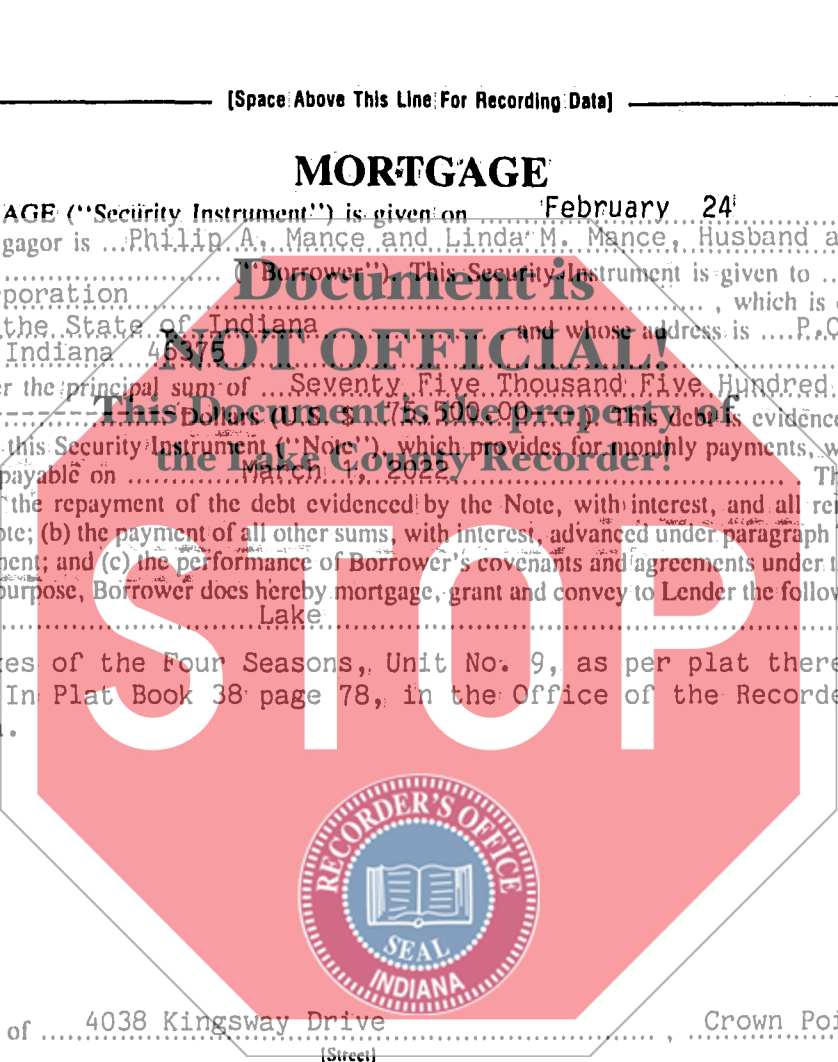 [Space Above This Line For Recording Data]
MORTGAGE
AGE ("Security Instrument") is given on February 24
gagor is Philip A. Mance and Linda M. Mance, Husband a
("Borrower"). This Security Instrument is given to
Document is
poration , which is
the State of Indiana and whose address is P.O
NOT OFFICIAL!
Indiana 46375
r the principal sum of Seventy Five Thousand Five Hundred
Dollars (U.S. $ 75,500.00 ). This debt is evidence
This Document is the property of
this Security Instrument ("Note"), which provides for monthly payments, w
the Lake County Recorder!
payable on March 1, 2022. Th
the repayment of the debt evidenced by the Note, with interest, and all re
ote; (b) the payment of all other sums, with interest, advanced under paragraph
nent; and (c) the performance of Borrower's covenants and agreements under t
purpose, Borrower does hereby mortgage, grant and convey to Lender the follow
Lake
STOP
es of the Four Seasons, Unit No. 9, as per plat there
In Plat Book 38 page 78, in the Office of the Recorde
RECORDER'S OFFICE
SEAL
INDIANA
of 4038 Kingsway Drive , Crown Poi
[Street]